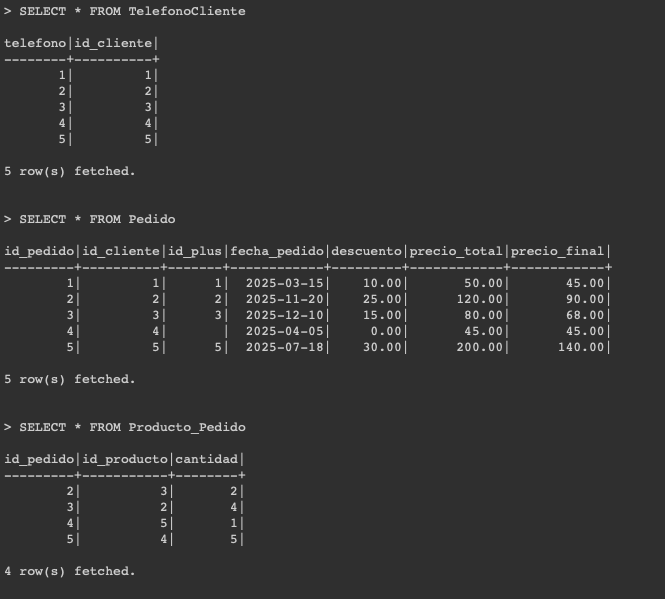 > SELECT * FROM TelefonoCliente
telefono|id_cliente|
--------+----------+
       1|         1|
       2|         2|
       3|         3|
       4|         4|
       5|         5|
5 row(s) fetched.
> SELECT * FROM Pedido
id_pedido|id_cliente|id_plus|fecha_pedido|descuento|precio_total|precio_final|
---------+----------+-------+------------+---------+------------+------------+
        1|         1|      1|  2025-03-15|    10.00|       50.00|       45.00|
        2|         2|      2|  2025-11-20|    25.00|      120.00|       90.00|
        3|         3|      3|  2025-12-10|    15.00|       80.00|       68.00|
        4|         4|       |  2025-04-05|     0.00|       45.00|       45.00|
        5|         5|      5|  2025-07-18|    30.00|      200.00|      140.00|
5 row(s) fetched.
> SELECT * FROM Producto_Pedido
id_pedido|id_producto|cantidad|
---------+-----------+--------+
        2|          3|       2|
        3|          2|       4|
        4|          5|       1|
        5|          4|       5|
4 row(s) fetched.